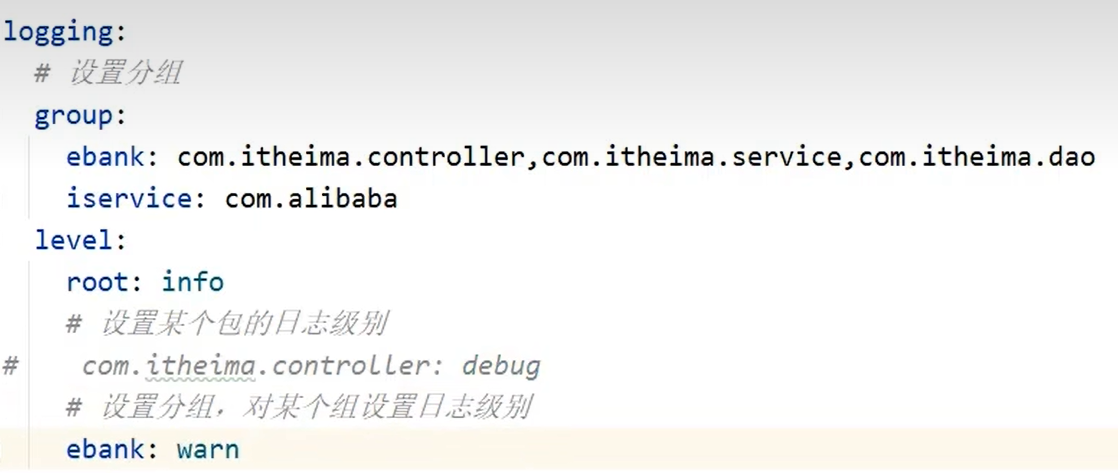 logging:
# 设置分组
group:
ebank: com.itheima.controller,com.itheima.service,com.itheima.dao
iservice: com.alibaba
level:
root: info
# 设置某个包的日志级别
# com.itheima.controller: debug
# 设置分组，对某个组设置日志级别
ebank: warn